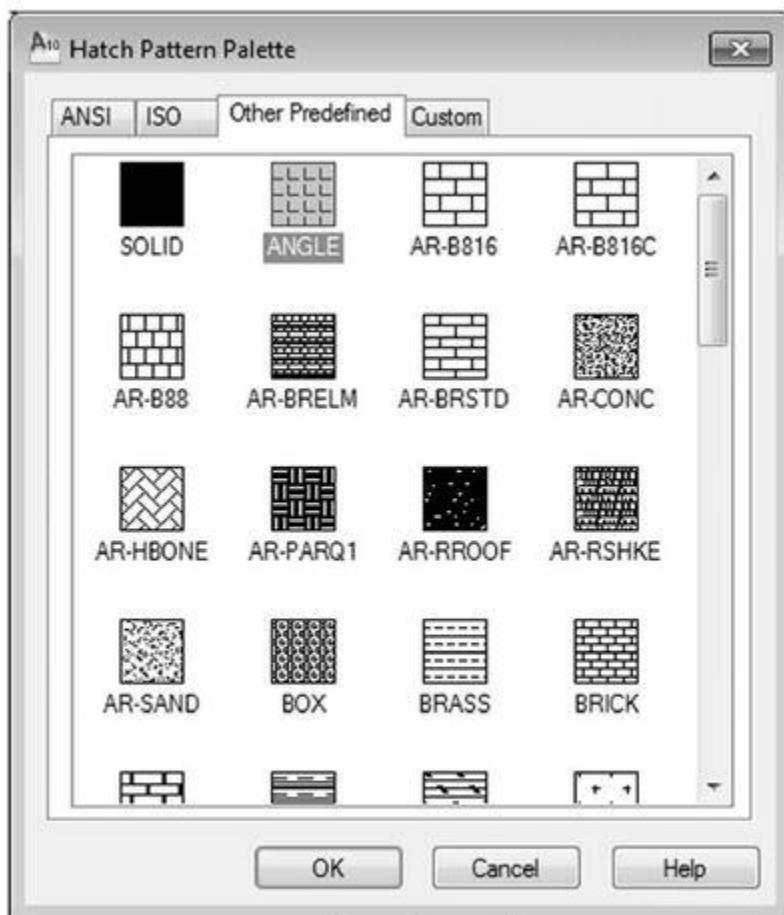 A10 Hatch Pattern Palette
ANSI ISO Other Predefined Custom
SOLID ANGLE AR-B816 AR-B816C
AR-B88 AR-BRELM AR-BRSTD AR-CONC
AR-HBONE AR-PARQ1 AR-RROOF AR-RSHKE
AR-SAND BOX BRASS BRICK
OK Cancel Help